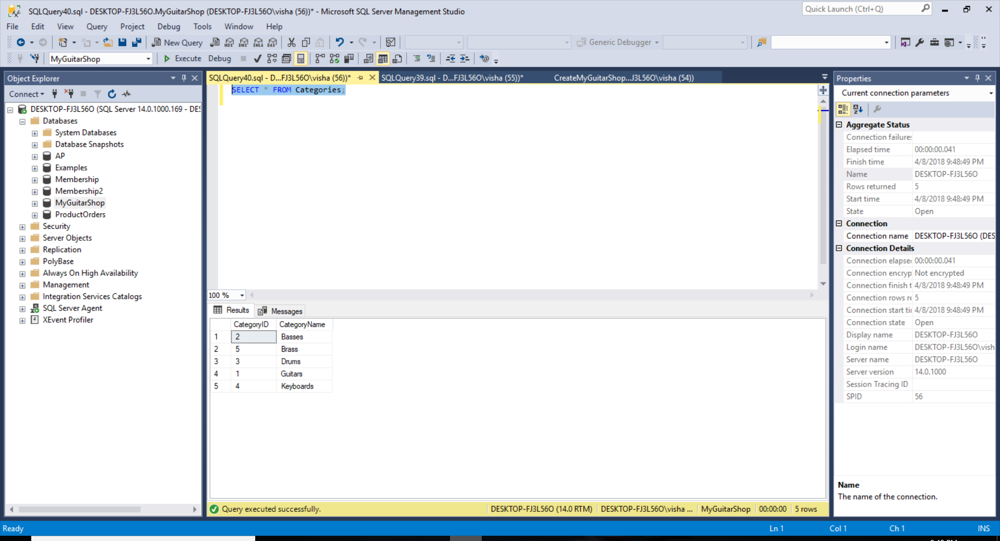 SQLQuery40.sql - DESKTOP-FJ3L56O.MyGuitarShop (DESKTOP-FJ3L56O\visha (56))* - Microsoft SQL Server Management Studio
Quick Launch (Ctrl+Q)
File Edit View Query Project Debug Tools Window Help
New Query MDX DMX XMLA DAX Generic Debugger
MyGuitarShop Execute Debug
Object Explorer
Connect
DESKTOP-FJ3L56O (SQL Server 14.0.1000.169 - DES
Databases
System Databases
Database Snapshots
AP
Examples
Membership
Membership2
MyGuitarShop
ProductOrders
Security
Server Objects
Replication
PolyBase
Always On High Availability
Management
Integration Services Catalogs
SQL Server Agent
XEvent Profiler
SQLQuery40.sql - D...FJ3L56O\visha (56))* SQLQuery39.sql - D...FJ3L56O\visha (55))* CreateMyGuitarShop...J3L56O\visha (54))
SELECT * FROM Categories;
100 %
Results Messages
CategoryID CategoryName
1 2 Basses
2 5 Brass
3 3 Drums
4 1 Guitars
5 4 Keyboards
Query executed successfully. DESKTOP-FJ3L56O (14.0 RTM) DESKTOP-FJ3L56O\visha ... MyGuitarShop 00:00:00 5 rows
Properties
Current connection parameters
Aggregate Status
Connection failures
Elapsed time 00:00:00.041
Finish time 4/8/2018 9:48:49 PM
Name DESKTOP-FJ3L56O
Rows returned 5
Start time 4/8/2018 9:48:49 PM
State Open
Connection
Connection name DESKTOP-FJ3L56O (DES
Connection Details
Connection elapse 00:00:00.041
Connection encryp Not encrypted
Connection finish t 4/8/2018 9:48:49 PM
Connection rows re 5
Connection start ti 4/8/2018 9:48:49 PM
Connection state Open
Display name DESKTOP-FJ3L56O
Login name DESKTOP-FJ3L56O\vish
Server name DESKTOP-FJ3L56O
Server version 14.0.1000
Session Tracing ID
SPID 56
Name
The name of the connection.
Ready Ln 1 Col 1 Ch 1 INS